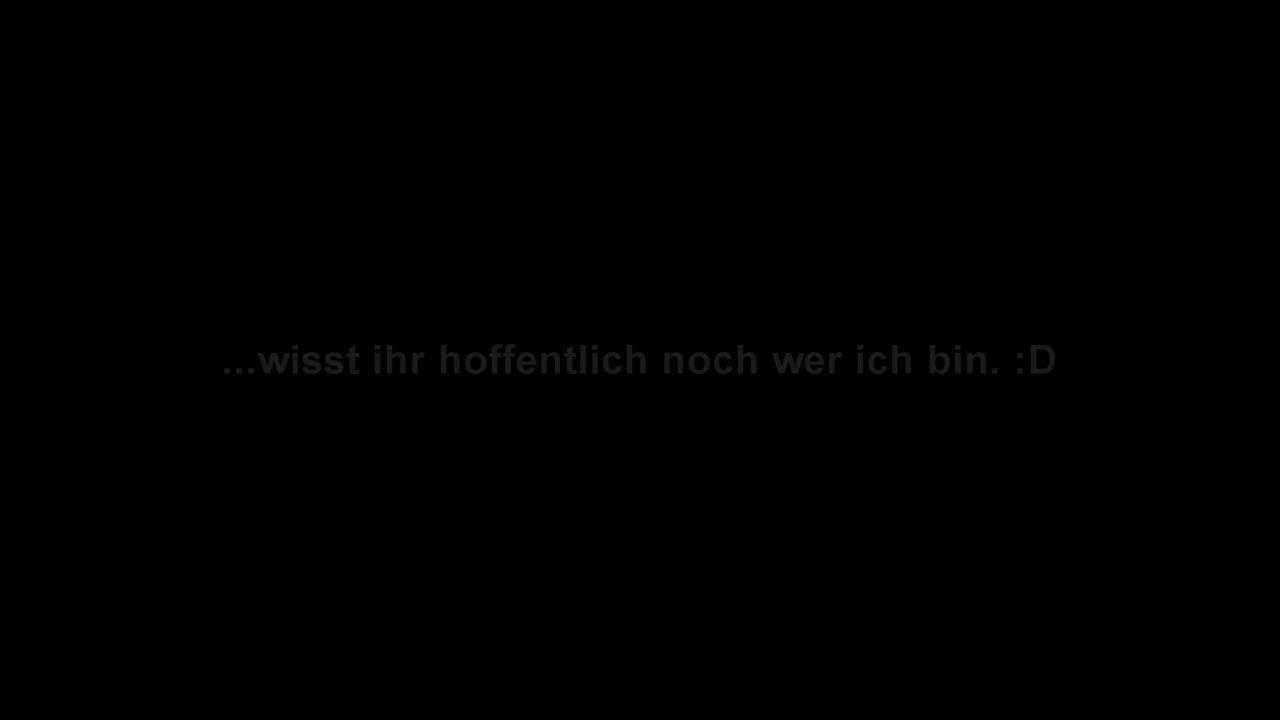 ...wisst ihr hoffentlich noch wer ich bin. :D